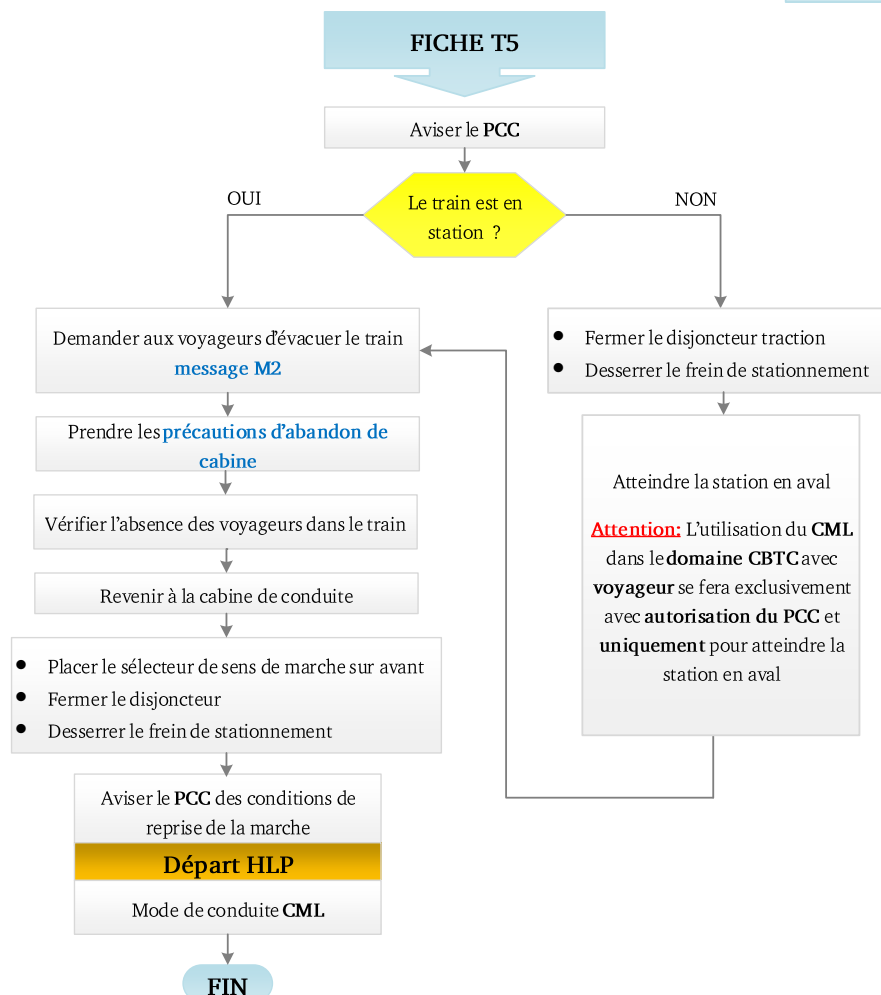 FICHE T5
Aviser le PCC
Le train est en
station ?
OUI
NON
Demander aux voyageurs d'évacuer le train
message M2
Prendre les précautions d'abandon de
cabine
Vérifier l'absence des voyageurs dans le train
Revenir à la cabine de conduite
• Placer le sélecteur de sens de marche sur avant
• Fermer le disjoncteur
• Desserrer le frein de stationnement
Aviser le PCC des conditions de
reprise de la marche
Départ HLP
Mode de conduite CML
FIN
• Fermer le disjoncteur traction
• Desserrer le frein de stationnement
Atteindre la station en aval
Attention: L'utilisation du CML
dans le domaine CBTC avec
voyageur se fera exclusivement
avec autorisation du PCC et
uniquement pour atteindre la
station en aval